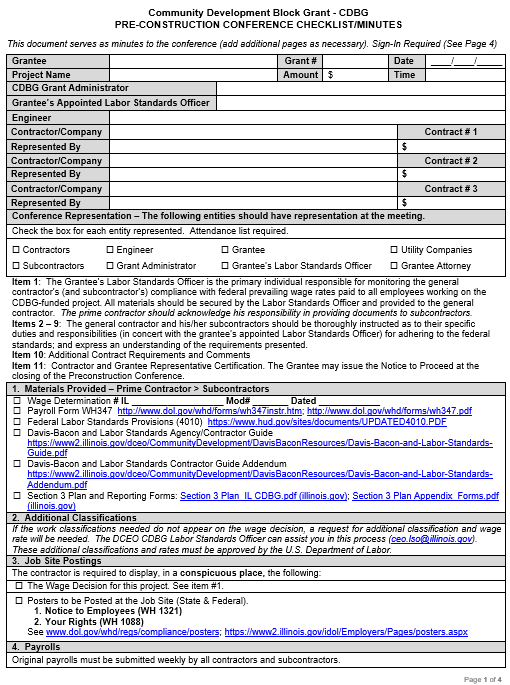 Community Development Block Grant - CDBG
PRE-CONSTRUCTION CONFERENCE CHECKLIST/MINUTES
This document serves as minutes to the conference (add additional pages as necessary). Sign-In Required (See Page 4)
Grantee Grant # Date ____/____/_____
Project Name Amount $ Time
CDBG Grant Administrator
Grantee's Appointed Labor Standards Officer
Engineer
Contractor/Company Contract # 1
Represented By $
Contractor/Company Contract # 2
Represented By $
Contractor/Company Contract # 3
Represented By $
Conference Representation – The following entities should have representation at the meeting.
Check the box for each entity represented. Attendance list required.
☐ Contractors ☐ Engineer ☐ Grantee ☐ Utility Companies
☐ Subcontractors ☐ Grant Administrator ☐ Grantee's Labor Standards Officer ☐ Grantee Attorney
Item 1: The Grantee's Labor Standards Officer is the primary individual responsible for monitoring the general
contractor's (and subcontractor's) compliance with federal prevailing wage rates paid to all employees working on the
CDBG-funded project. All materials should be secured by the Labor Standards Officer and provided to the general
contractor. The prime contractor should acknowledge his responsibility in providing documents to subcontractors.
Items 2 – 9: The general contractor and his/her subcontractors should be thoroughly instructed as to their specific
duties and responsibilities (in concert with the grantee's appointed Labor Standards Officer) for adhering to the federal
standards; and express an understanding of the requirements presented.
Item 10: Additional Contract Requirements and Comments
Item 11: Contractor and Grantee Representative Certification. The Grantee may issue the Notice to Proceed at the
closing of the Preconstruction Conference.
1. Materials Provided – Prime Contractor > Subcontractors
☐ Wage Determination # IL __________________ Mod# _______ Dated ____________
☐ Payroll Form WH347 http://www.dol.gov/whd/forms/wh347instr.htm; http://www.dol.gov/whd/forms/wh347.pdf
☐ Federal Labor Standards Provisions (4010) https://www.hud.gov/sites/documents/UPDATED4010.PDF
☐ Davis-Bacon and Labor Standards Agency/Contractor Guide
https://www2.illinois.gov/dceo/CommunityDevelopment/DavisBaconResources/Davis-Bacon-and-Labor-Standards-
Guide.pdf
☐ Davis-Bacon and Labor Standards Contractor Guide Addendum
https://www2.illinois.gov/dceo/CommunityDevelopment/DavisBaconResources/Davis-Bacon-and-Labor-Standards-
Addendum.pdf
☐ Section 3 Plan and Reporting Forms: Section 3 Plan_IL CDBG.pdf (illinois.gov); Section 3 Plan Appendix_Forms.pdf
(illinois.gov)
2. Additional Classifications
If the work classifications needed do not appear on the wage decision, a request for additional classification and wage
rate will be needed. The DCEO CDBG Labor Standards Officer can assist you in this process (ceo.lso@illinois.gov).
These additional classifications and rates must be approved by the U.S. Department of Labor.
3. Job Site Postings
The contractor is required to display, in a conspicuous place, the following:
☐ The Wage Decision for this project. See item #1.
☐ Posters to be Posted at the Job Site (State & Federal).
1. Notice to Employees (WH 1321)
2. Your Rights (WH 1088)
See www.dol.gov/whd/regs/compliance/posters; https://www2.illinois.gov/idol/Employers/Pages/posters.aspx
4. Payrolls
Original payrolls must be submitted weekly by all contractors and subcontractors.
Page 1 of 4